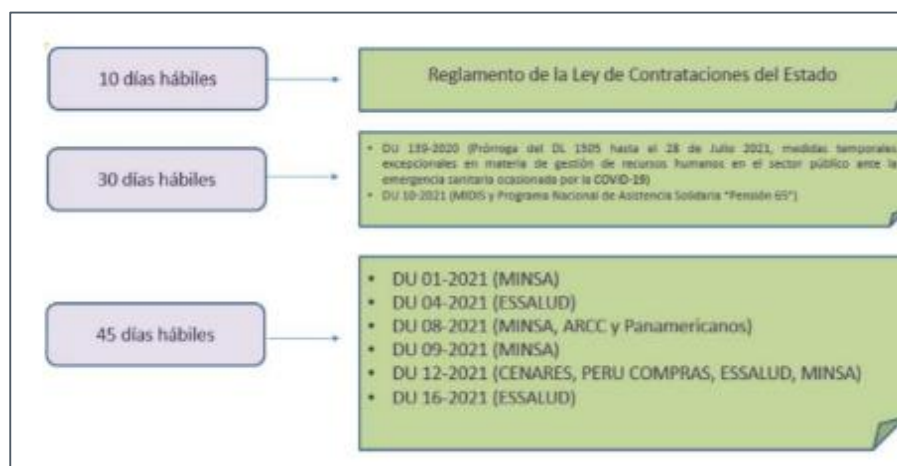 10 días hábiles
Reglamento de la Ley de Contrataciones del Estado
30 días hábiles
• DU 139-2020 (Prórroga del DL 1505 hasta el 28 de Julio 2021, medidas temporales
excepcionales en materia de gestión de recursos humanos en el sector público ante la
emergencia sanitaria ocasionada por la COVID-19)
• DU 10-2021 (MIDIS y Programa Nacional de Asistencia Solidaria "Pensión 65")
45 días hábiles
• DU 01-2021 (MINSA)
• DU 04-2021 (ESSALUD)
• DU 08-2021 (MINSA, ARCC y Panamericanos)
• DU 09-2021 (MINSA)
• DU 12-2021 (CENARES, PERU COMPRAS, ESSALUD, MINSA)
• DU 16-2021 (ESSALUD)